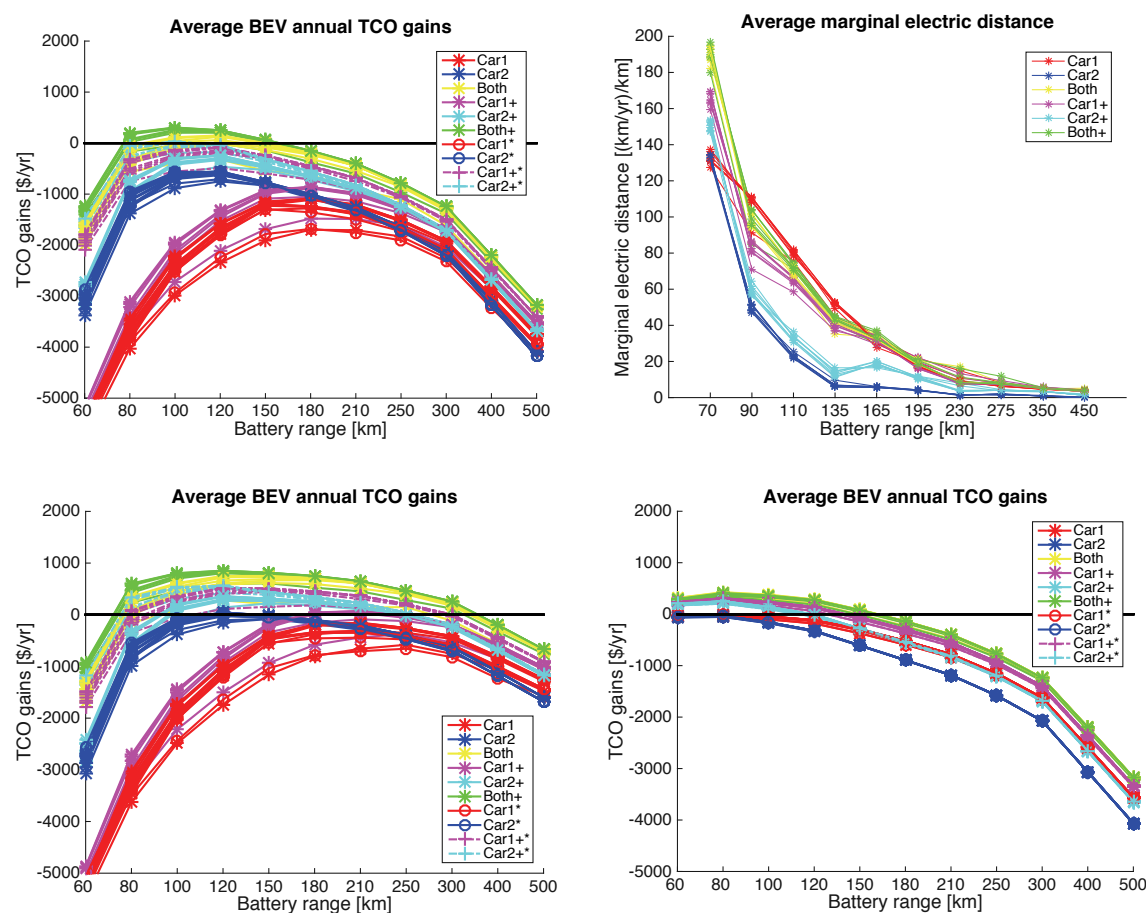 Average BEV annual TCO gains
2000
1000
0
-1000
-2000
-3000
-4000
-5000
TCO gains [$/yr]
60 80 100 120 150 180 210 250 300 400 500
Battery range [km]
Car1
Car2
Both
Car1+
Car2+
Both+
Car1*
Car2*
Car1+*
Car2+*
Average marginal electric distance
200
180
160
140
120
100
80
60
40
20
0
Marginal electric distance [(km/yr)/km]
70 90 110 135 165 195 230 275 350 450
Battery range [km]
Car1
Car2
Both
Car1+
Car2+
Both+
Average BEV annual TCO gains
2000
1000
0
-1000
-2000
-3000
-4000
-5000
TCO gains [$/yr]
60 80 100 120 150 180 210 250 300 400 500
Battery range [km]
Car1
Car2
Both
Car1+
Car2+
Both+
Car1*
Car2*
Car1+*
Car2+*
Average BEV annual TCO gains
2000
1000
0
-1000
-2000
-3000
-4000
-5000
TCO gains [$/yr]
60 80 100 120 150 180 210 250 300 400 500
Battery range [km]
Car1
Car2
Both
Car1+
Car2+
Both+
Car1*
Car2*
Car1+*
Car2+*